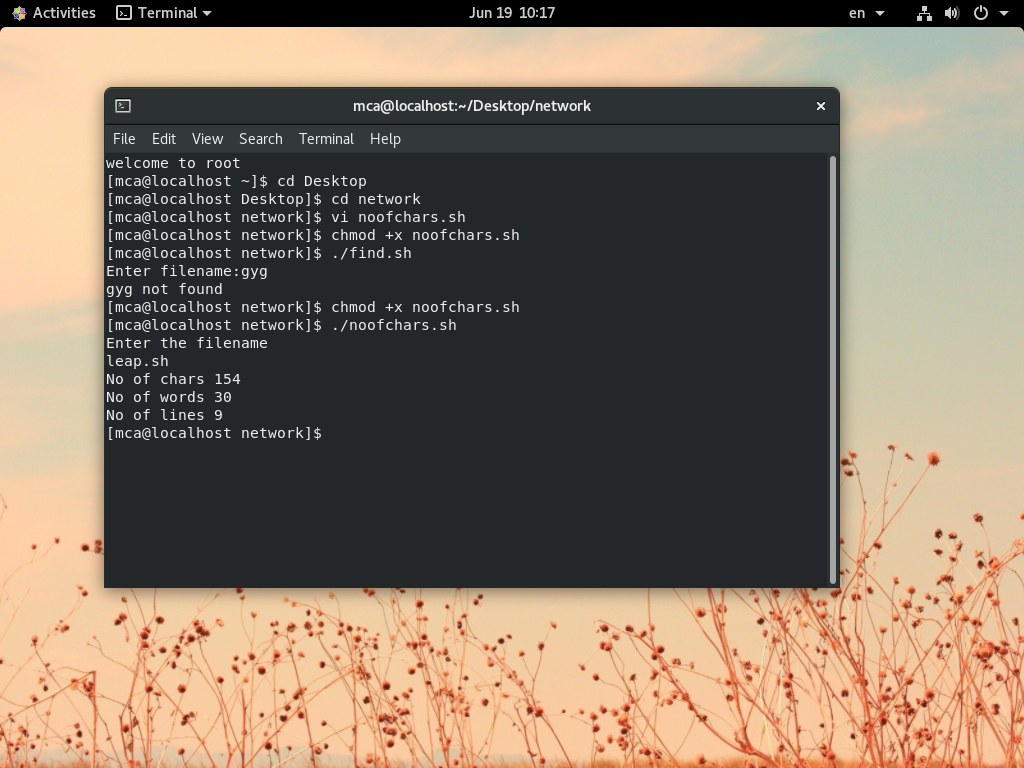 Activities Terminal Jun 19 10:17 en
mca@localhost:~/Desktop/network
File Edit View Search Terminal Help
welcome to root
[mca@localhost ~]$ cd Desktop
[mca@localhost Desktop]$ cd network
[mca@localhost network]$ vi noofchars.sh
[mca@localhost network]$ chmod +x noofchars.sh
[mca@localhost network]$ ./find.sh
Enter filename:gyg
gyg not found
[mca@localhost network]$ chmod +x noofchars.sh
[mca@localhost network]$ ./noofchars.sh
Enter the filename
leap.sh
No of chars 154
No of words 30
No of lines 9
[mca@localhost network]$